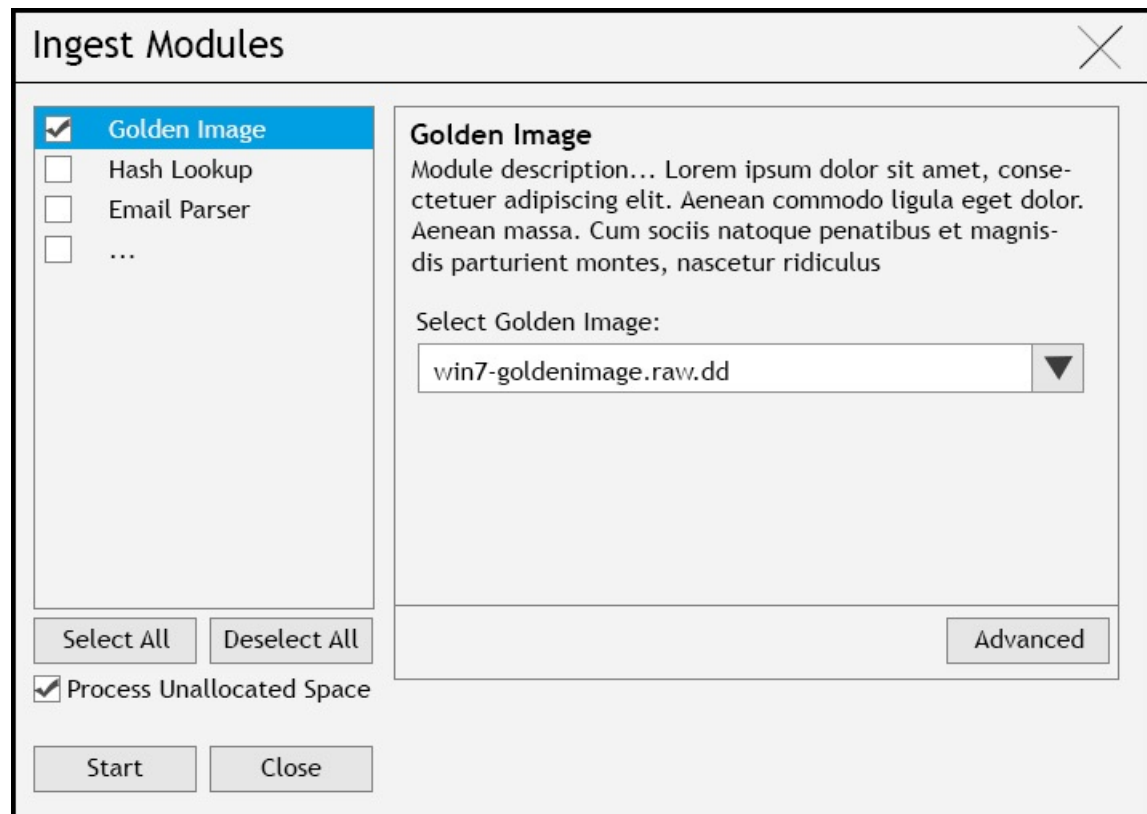 Ingest Modules
Golden Image
Hash Lookup
Email Parser
...
Select All
Deselect All
Process Unallocated Space
Start
Close
Golden Image
Module description... Lorem ipsum dolor sit amet, conse-
ctetuer adipiscing elit. Aenean commodo ligula eget dolor.
Aenean massa. Cum sociis natoque penatibus et magnis-
dis parturient montes, nascetur ridiculus
Select Golden Image:
win7-goldenimage.raw.dd
Advanced